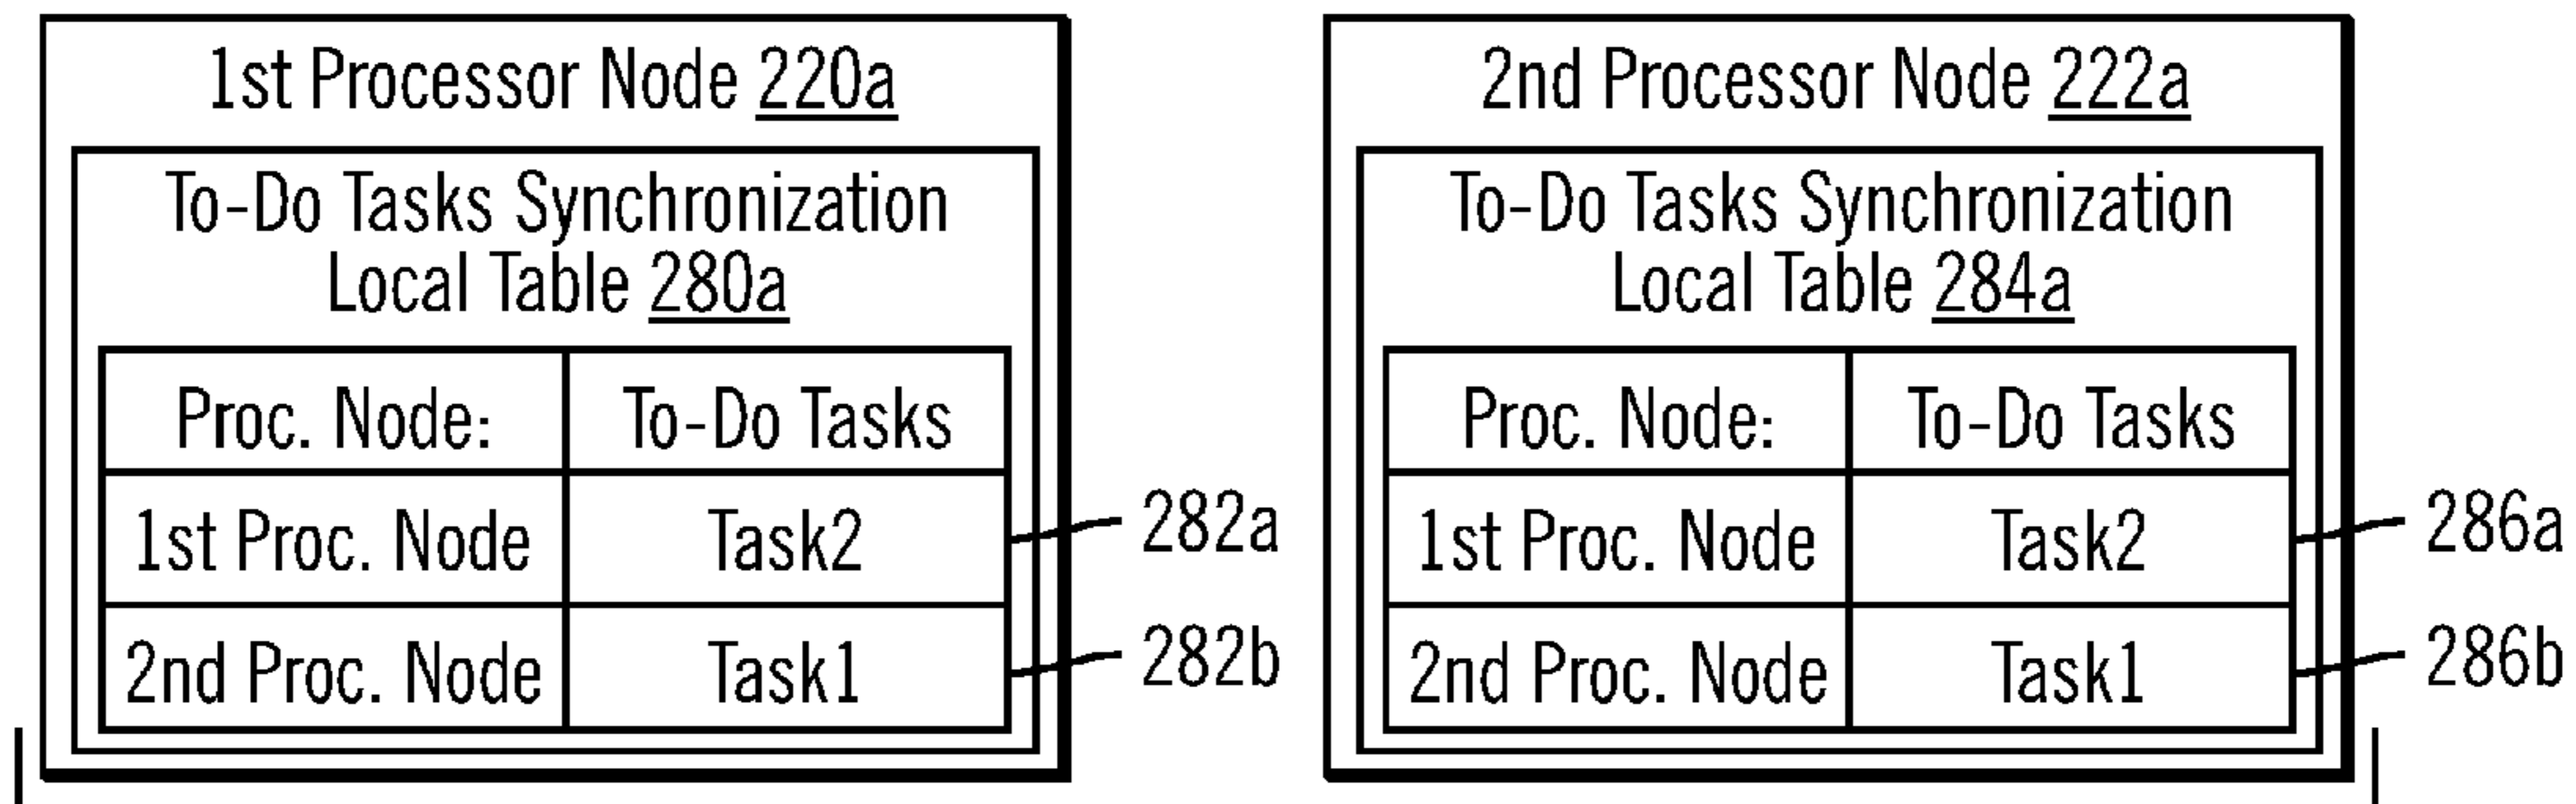 1st Processor Node 220a
To-Do Tasks Synchronization
Local Table 280a
Proc. Node: To-Do Tasks
1st Proc. Node Task2
282a
2nd Proc. Node Task1
282b
2nd Processor Node 222a
To-Do Tasks Synchronization
Local Table 284a
Proc. Node: To-Do Tasks
1st Proc. Node Task2
286a
2nd Proc. Node Task1
286b